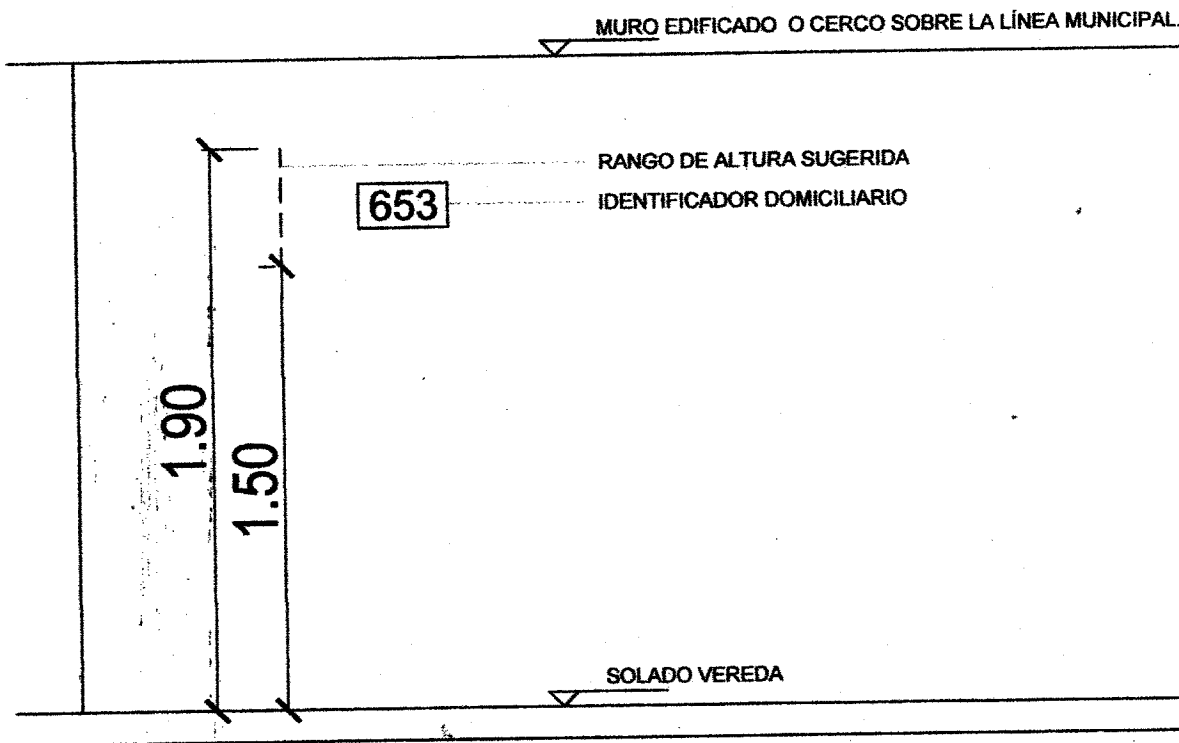 MURO EDIFICADO O CERCO SOBRE LA LÍNEA MUNICIPAL.
RANGO DE ALTURA SUGERIDA
653
IDENTIFICADOR DOMICILIARIO
1.90
1.50
SOLADO VEREDA